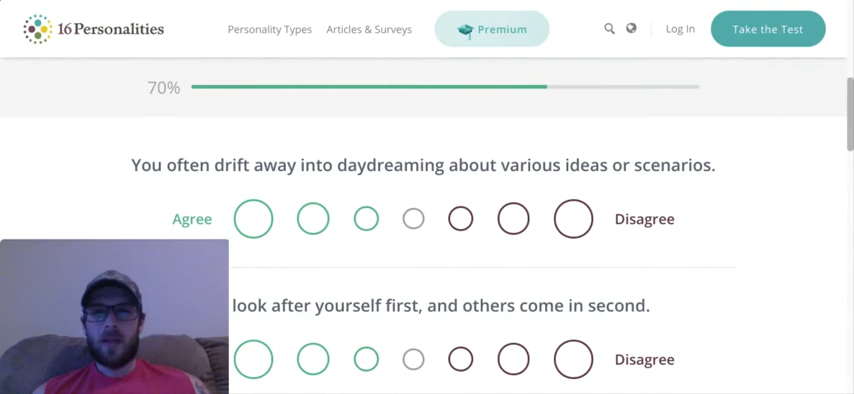 16Personalities Personality Types Articles & Surveys Premium Log In Take the Test
70%
You often drift away into daydreaming about various ideas or scenarios.
Agree Disagree
look after yourself first, and others come in second.
Disagree